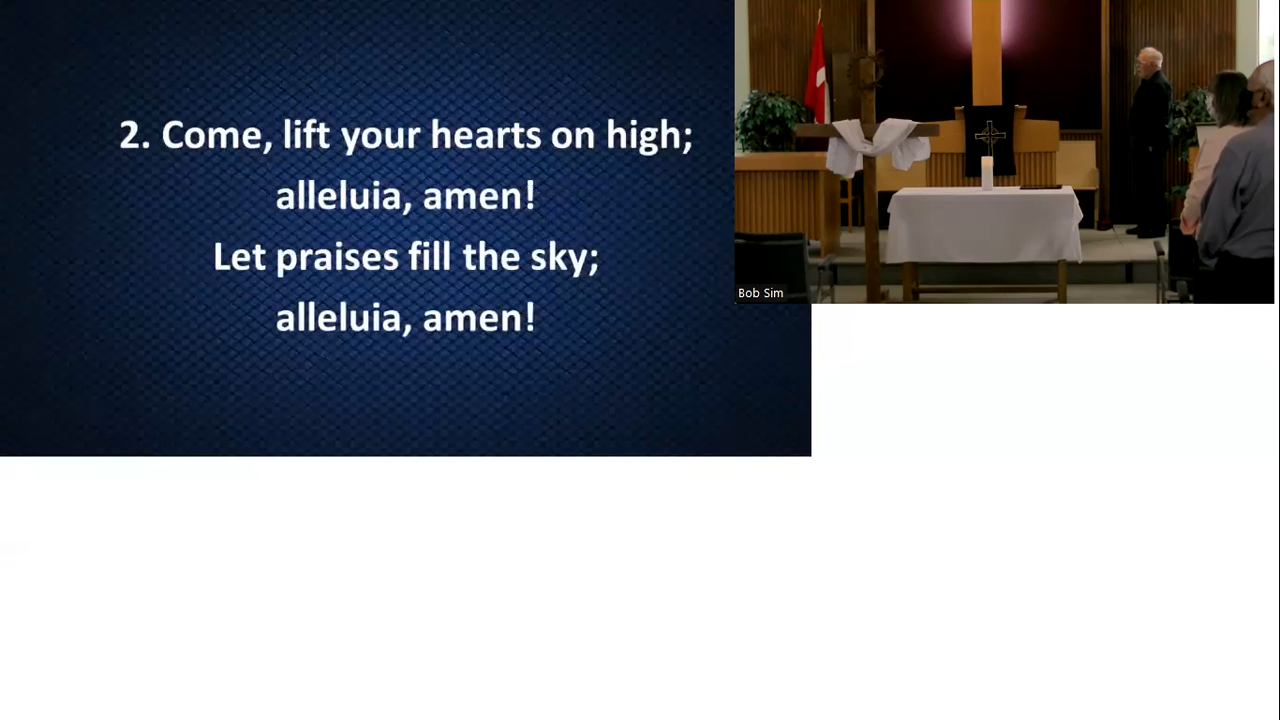 2. Come, lift your hearts on high;
alleluia, amen!
Let praises fill the sky;
alleluia, amen!
Bob Sim